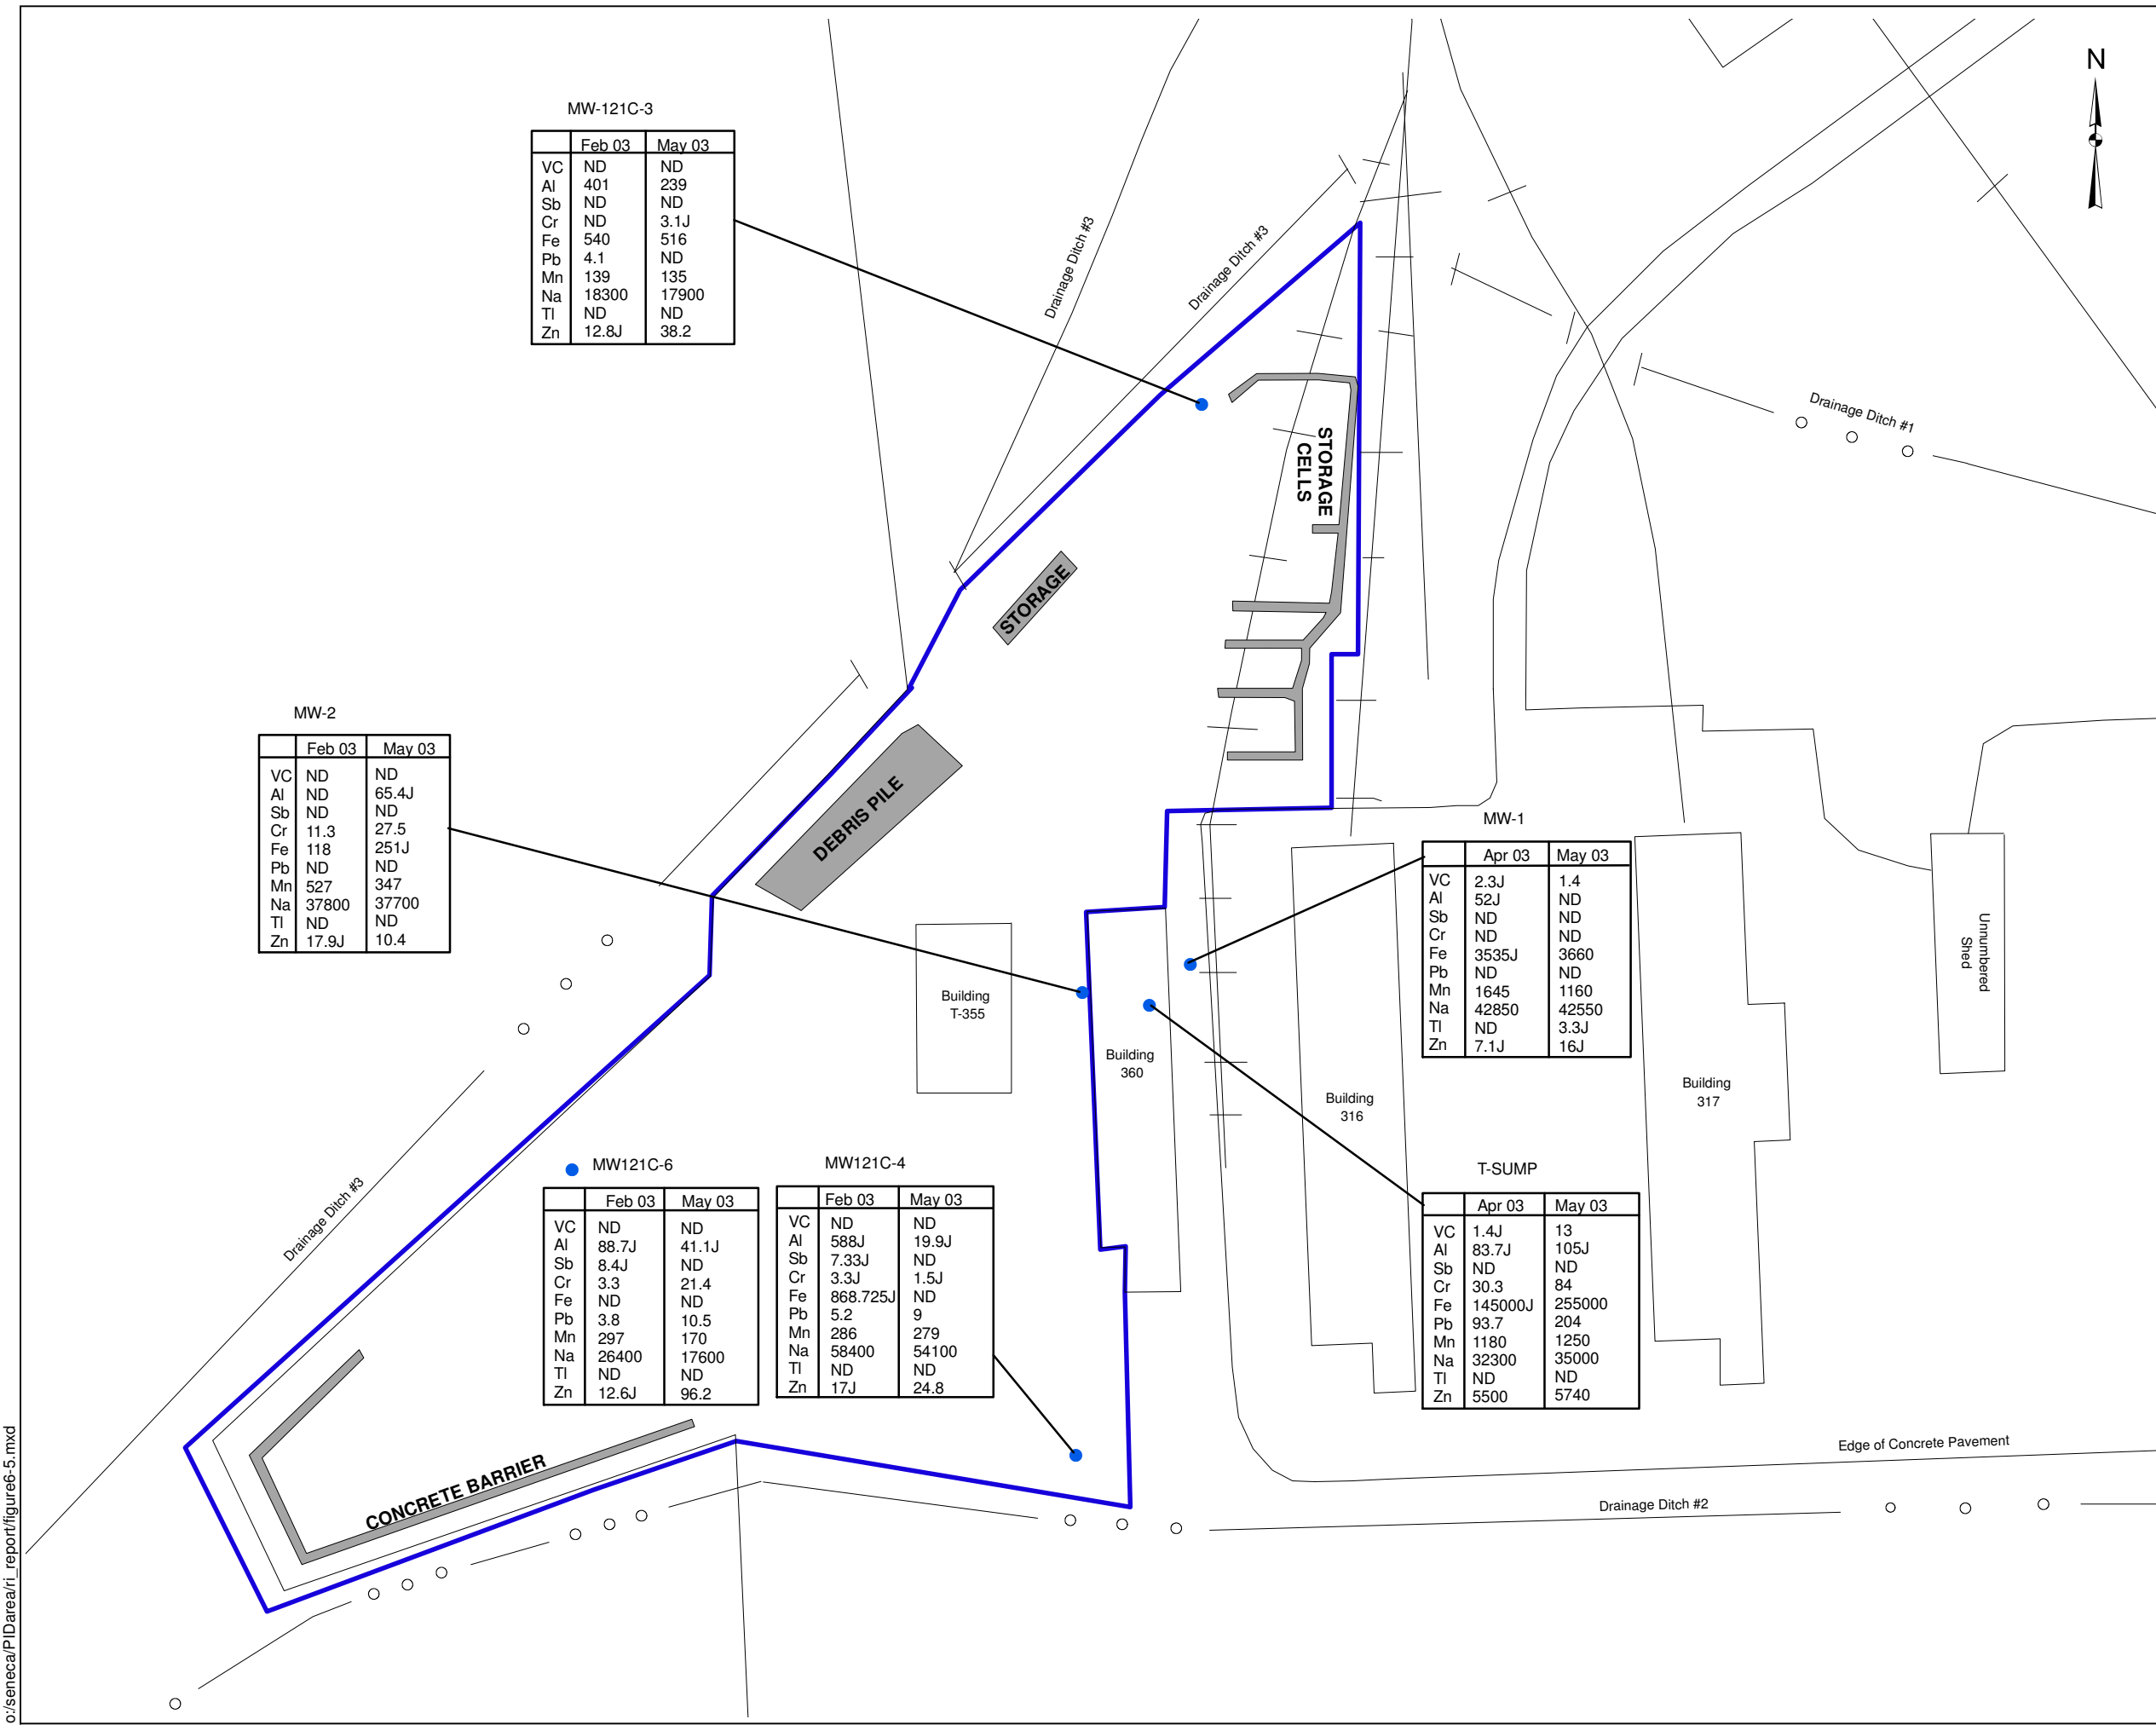 N
MW-121C-3
Feb 03 May 03
VC ND ND
Al 401 239
Sb ND ND
Cr ND 3.1J
Fe 540 516
Pb 4.1 ND
Mn 139 135
Na 18300 17900
Tl ND ND
Zn 12.8J 38.2
Drainage Ditch #3
Drainage Ditch #3
Drainage Ditch #1
STORAGE
CELLS
STORAGE
MW-2
Feb 03 May 03
VC ND ND
Al ND 65.4J
Sb ND ND
Cr 11.3 27.5
Fe 118 251J
Pb ND ND
Mn 527 347
Na 37800 37700
Tl ND ND
Zn 17.9J 10.4
DEBRIS PILE
MW-1
Apr 03 May 03
VC 2.3J 1.4
Al 52J ND
Sb ND ND
Cr ND ND
Fe 3535J 3660
Pb ND ND
Mn 1645 1160
Na 42850 42550
Tl ND 3.3J
Zn 7.1J 16J
Unnumbered
Shed
Building
T-355
Building
360
Building
316
Building
317
Drainage Ditch #3
MW121C-6
Feb 03 May 03
VC ND ND
Al 88.7J 41.1J
Sb 8.4J ND
Cr 3.3 21.4
Fe ND ND
Pb 3.8 10.5
Mn 297 170
Na 26400 17600
Tl ND ND
Zn 12.6J 96.2
MW121C-4
Feb 03 May 03
VC ND ND
Al 588J 19.9J
Sb 7.33J ND
Cr 3.3J 1.5J
Fe 868.725J ND
Pb 5.2 9
Mn 286 279
Na 58400 54100
Tl ND ND
Zn 17J 24.8
T-SUMP
Apr 03 May 03
VC 1.4J 13
Al 83.7J 105J
Sb ND ND
Cr 30.3 84
Fe 145000J 255000
Pb 93.7 204
Mn 1180 1250
Na 32300 35000
Tl ND ND
Zn 5500 5740
CONCRETE BARRIER
Edge of Concrete Pavement
Drainage Ditch #2
o:/seneca/PIDarea/ri_report/figure6-5.mxd